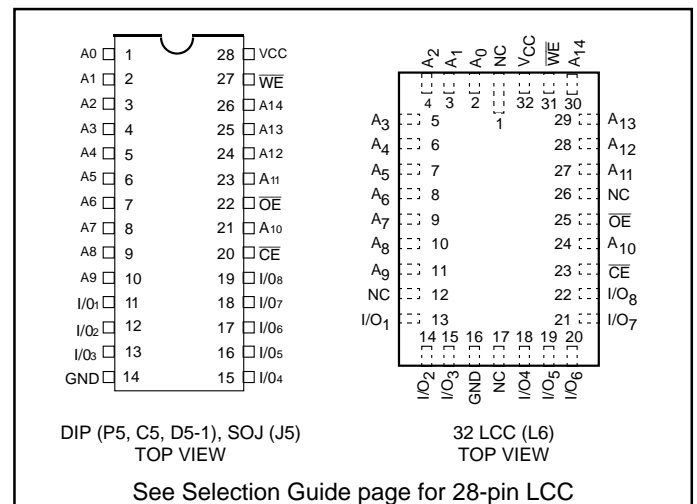 A0 1 28 VCC
A1 2 27 WE
A2 3 26 A14
A3 4 25 A13
A4 5 24 A12
A5 6 23 A11
A6 7 22 OE
A7 8 21 A10
A8 9 20 CE
A9 10 19 I/O8
I/O1 11 18 I/O7
I/O2 12 17 I/O6
I/O3 13 16 I/O5
GND 14 15 I/O4
DIP (P5, C5, D5-1), SOJ (J5)
TOP VIEW
A2 A1 A0 NC VCC WE A14
4 3 2 1 32 31 30
A3 5 29 A13
A4 6 28 A12
A5 7 27 A11
A6 8 26 NC
A7 9 25 OE
A8 10 24 A10
A9 11 23 CE
NC 12 22 I/O8
I/O1 13 21 I/O7
14 15 16 17 18 19 20
I/O2 I/O3 GND NC I/O4 I/O5 I/O6
32 LCC (L6)
TOP VIEW
See Selection Guide page for 28-pin LCC